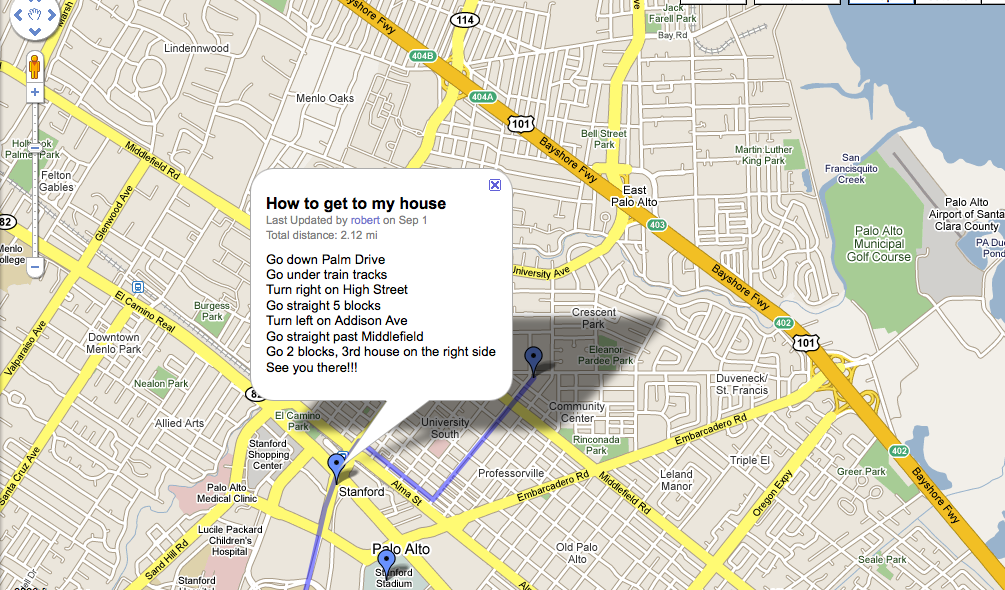 114
Jack
Farell Park
Bay Rd
Bayshore Fwy
Lindennwood
404B
404A
Menlo Oaks
101
Bell Street
Park
Bayshore Fwy
Martin Luther
King Park
San
Francisquito
Creek
Middlefield Rd
Felton
Gables
82
Glenwood Ave
East
Palo Alto
403
Palo Alto
Airport of Santa
Clara County
Palo Alto
Municipal
Golf Course
PA Du
Pond
Menlo
College
How to get to my house
Last Updated by robert on Sep 1
Total distance: 2.12 mi
Go down Palm Drive
Go under train tracks
Turn right on High Street
Go straight 5 blocks
Turn left on Addison Ave
Go straight past Middlefield
Go 2 blocks, 3rd house on the right side
See you there!!!
University Ave
Bayshore Fwy
El Camino Real
Burgess
Park
Crescent
Park
402
101
Valparaiso Ave
Downtown
Menlo Park
Eleanor
Pardee Park
Nealon Park
Duveneck/
St. Francis
82
Allied Arts
El Camino
Park
University
South
Community
Center
Embarcadero Rd
Rinconada
Park
Stanford
Shopping
Center
402
Triple El
Santa Cruz Ave
Stanford
Alma St
Professorville
Leland
Manor
Greer Park
Palo Alto
Medical Clinic
Embarcadero Rd
Middlefield Rd
Oregon Expy
Bayshore Fwy
Lucile Packard
Children's
Hospital
Sand Hill Rd
Palo Alto
Old Palo
Alto
Seale Park
Stanford
Stadium
Stanford
Hospital